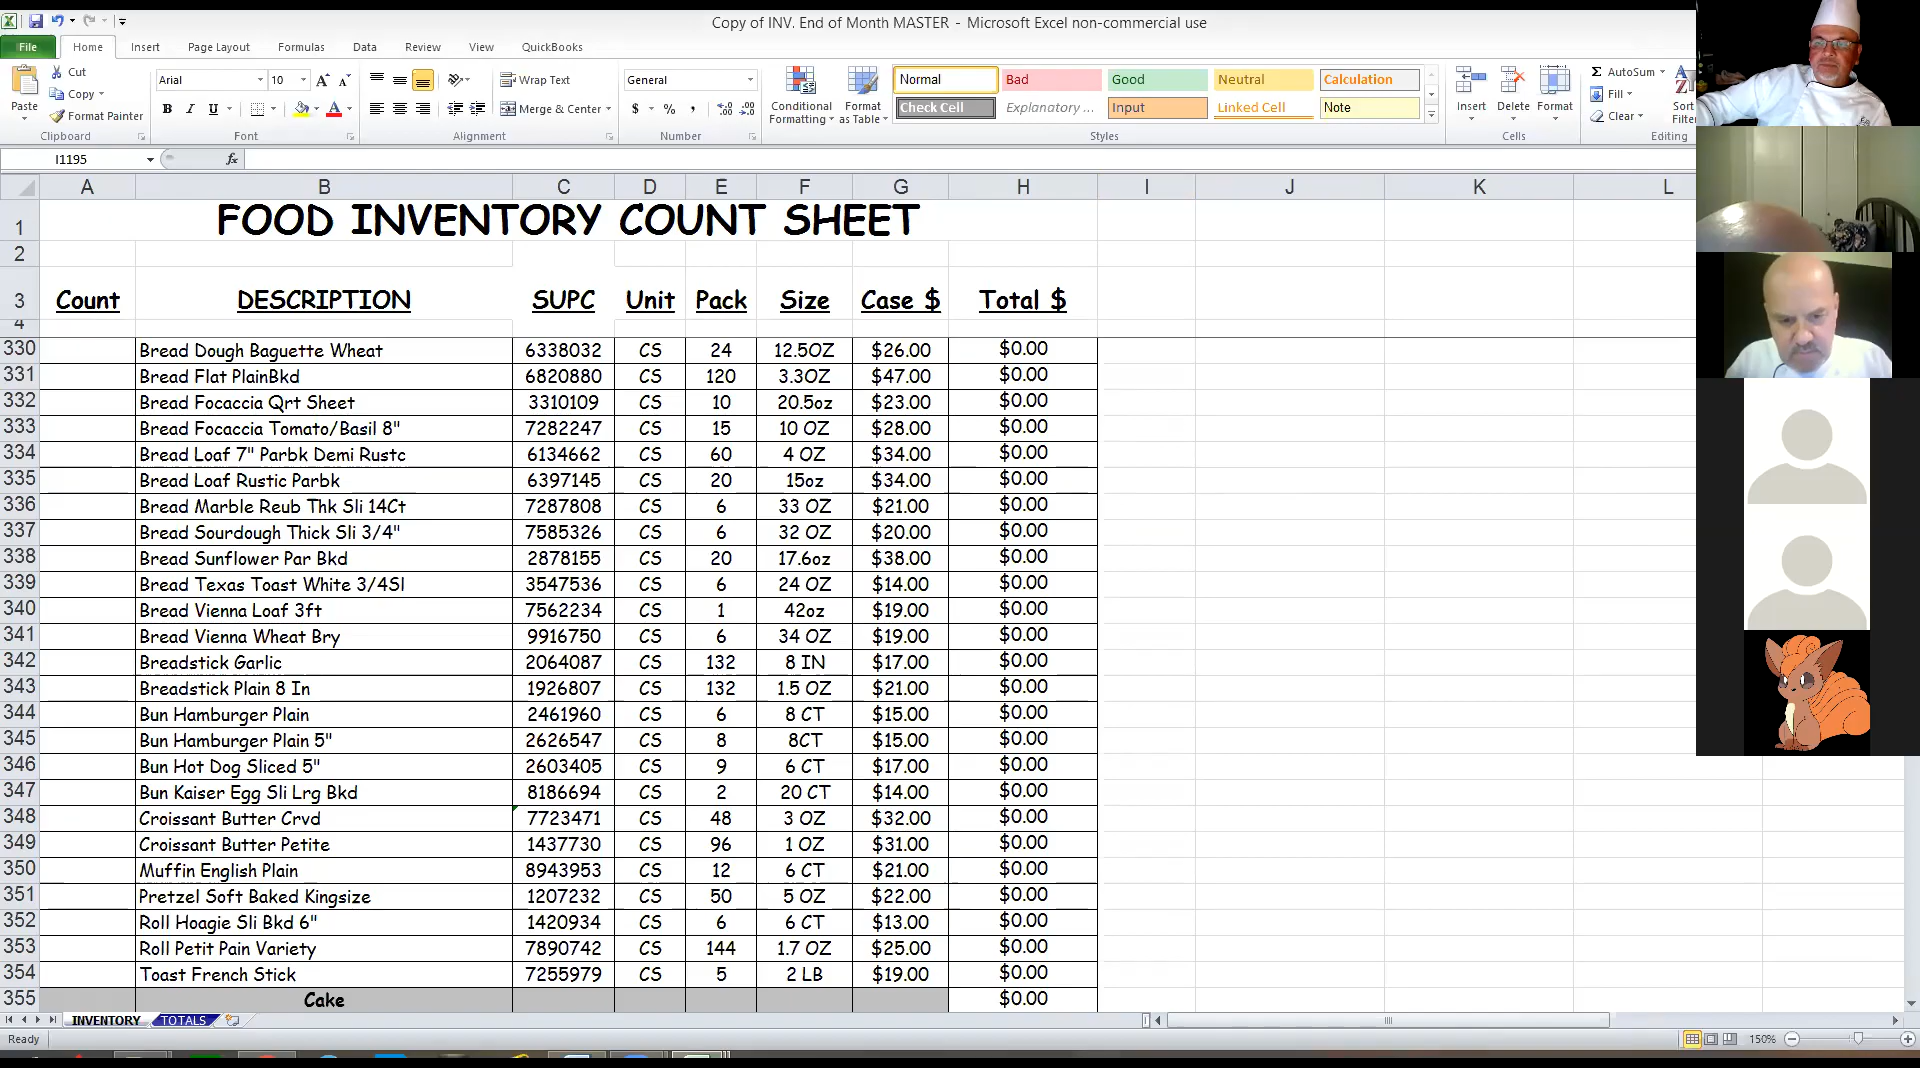 Copy of INV. End of Month MASTER - Microsoft Excel non-commercial use
File Home Insert Page Layout Formulas Data Review View QuickBooks
Paste Cut Copy Format Painter Clipboard
Arial 10 B I U Font
Wrap Text Merge & Center Alignment
General $ % , Number
Conditional Formatting Format as Table
Normal Bad Good Neutral Calculation
Check Cell Explanatory ... Input Linked Cell Note
Styles
Insert Delete Format Cells
Σ AutoSum Fill Clear Sort Filter Editing
I1195 fx
A B C D E F G H I J K L
1 FOOD INVENTORY COUNT SHEET
2
3 Count DESCRIPTION SUPC Unit Pack Size Case $ Total $
4
330 Bread Dough Baguette Wheat 6338032 CS 24 12.5OZ $26.00 $0.00
331 Bread Flat PlainBkd 6820880 CS 120 3.3OZ $47.00 $0.00
332 Bread Focaccia Qrt Sheet 3310109 CS 10 20.5oz $23.00 $0.00
333 Bread Focaccia Tomato/Basil 8" 7282247 CS 15 10 OZ $28.00 $0.00
334 Bread Loaf 7" Parbk Demi Rustc 6134662 CS 60 4 OZ $34.00 $0.00
335 Bread Loaf Rustic Parbk 6397145 CS 20 15oz $34.00 $0.00
336 Bread Marble Reub Thk Sli 14Ct 7287808 CS 6 33 OZ $21.00 $0.00
337 Bread Sourdough Thick Sli 3/4" 7585326 CS 6 32 OZ $20.00 $0.00
338 Bread Sunflower Par Bkd 2878155 CS 20 17.6oz $38.00 $0.00
339 Bread Texas Toast White 3/4Sl 3547536 CS 6 24 OZ $14.00 $0.00
340 Bread Vienna Loaf 3ft 7562234 CS 1 42oz $19.00 $0.00
341 Bread Vienna Wheat Bry 9916750 CS 6 34 OZ $19.00 $0.00
342 Breadstick Garlic 2064087 CS 132 8 IN $17.00 $0.00
343 Breadstick Plain 8 In 1926807 CS 132 1.5 OZ $21.00 $0.00
344 Bun Hamburger Plain 2461960 CS 6 8 CT $15.00 $0.00
345 Bun Hamburger Plain 5" 2626547 CS 8 8CT $15.00 $0.00
346 Bun Hot Dog Sliced 5" 2603405 CS 9 6 CT $17.00 $0.00
347 Bun Kaiser Egg Sli Lrg Bkd 8186694 CS 2 20 CT $14.00 $0.00
348 Croissant Butter Crvd 7723471 CS 48 3 OZ $32.00 $0.00
349 Croissant Butter Petite 1437730 CS 96 1 OZ $31.00 $0.00
350 Muffin English Plain 8943953 CS 12 6 CT $21.00 $0.00
351 Pretzel Soft Baked Kingsize 1207232 CS 50 5 OZ $22.00 $0.00
352 Roll Hoagie Sli Bkd 6" 1420934 CS 6 6 CT $13.00 $0.00
353 Roll Petit Pain Variety 7890742 CS 144 1.7 OZ $25.00 $0.00
354 Toast French Stick 7255979 CS 5 2 LB $19.00 $0.00
355 Cake $0.00
INVENTORY TOTALS
Ready 150%